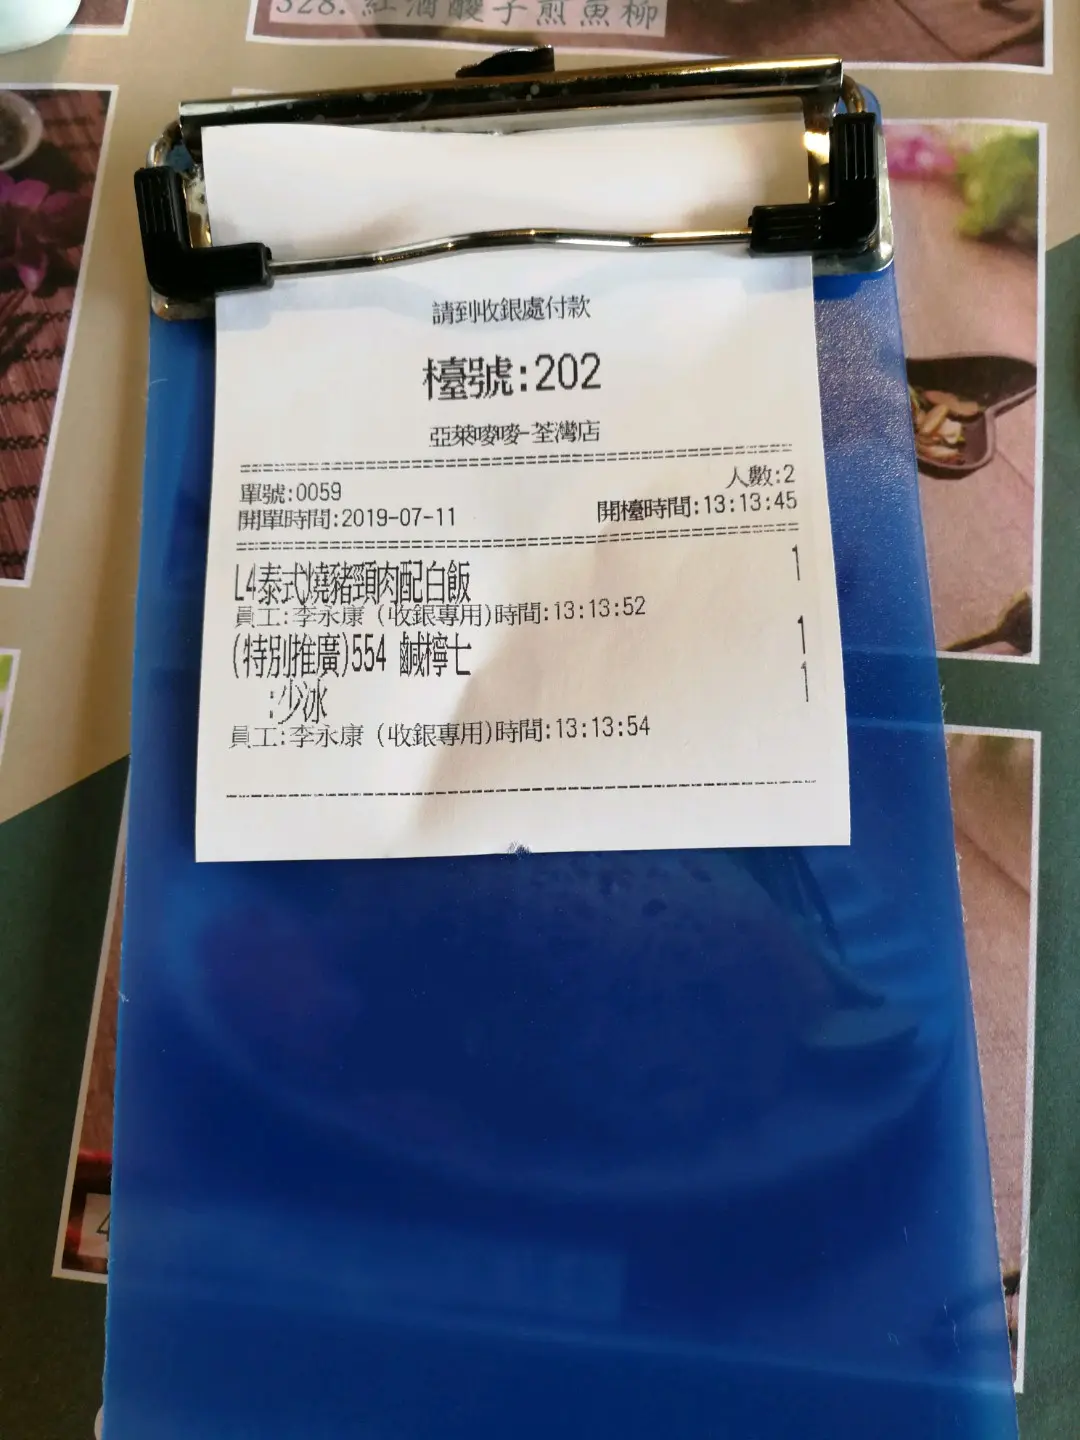 328. 紅酒酸子煎魚柳
請到收銀處付款
檯號:202
亞萊嘜嘜-荃灣店
單號:0059 人數:2
開單時間:2019-07-11 開檯時間:13:13:45
L4泰式燒豬頸肉配白飯 1
員工:李永康 (收銀專用)時間:13:13:52
(特別推廣)554 鹹檸七 1
:少冰 1
員工:李永康 (收銀專用)時間:13:13:54